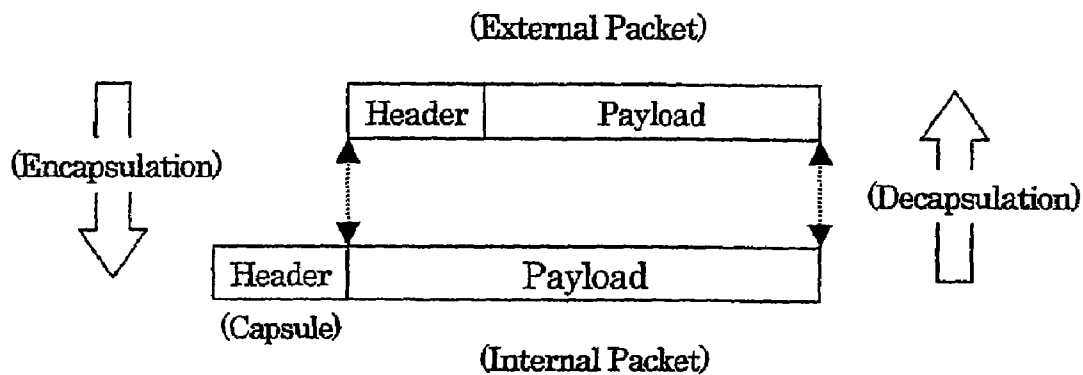 (External Packet)
Header Payload
(Encapsulation)
(Decapsulation)
Header Payload
(Capsule)
(Internal Packet)